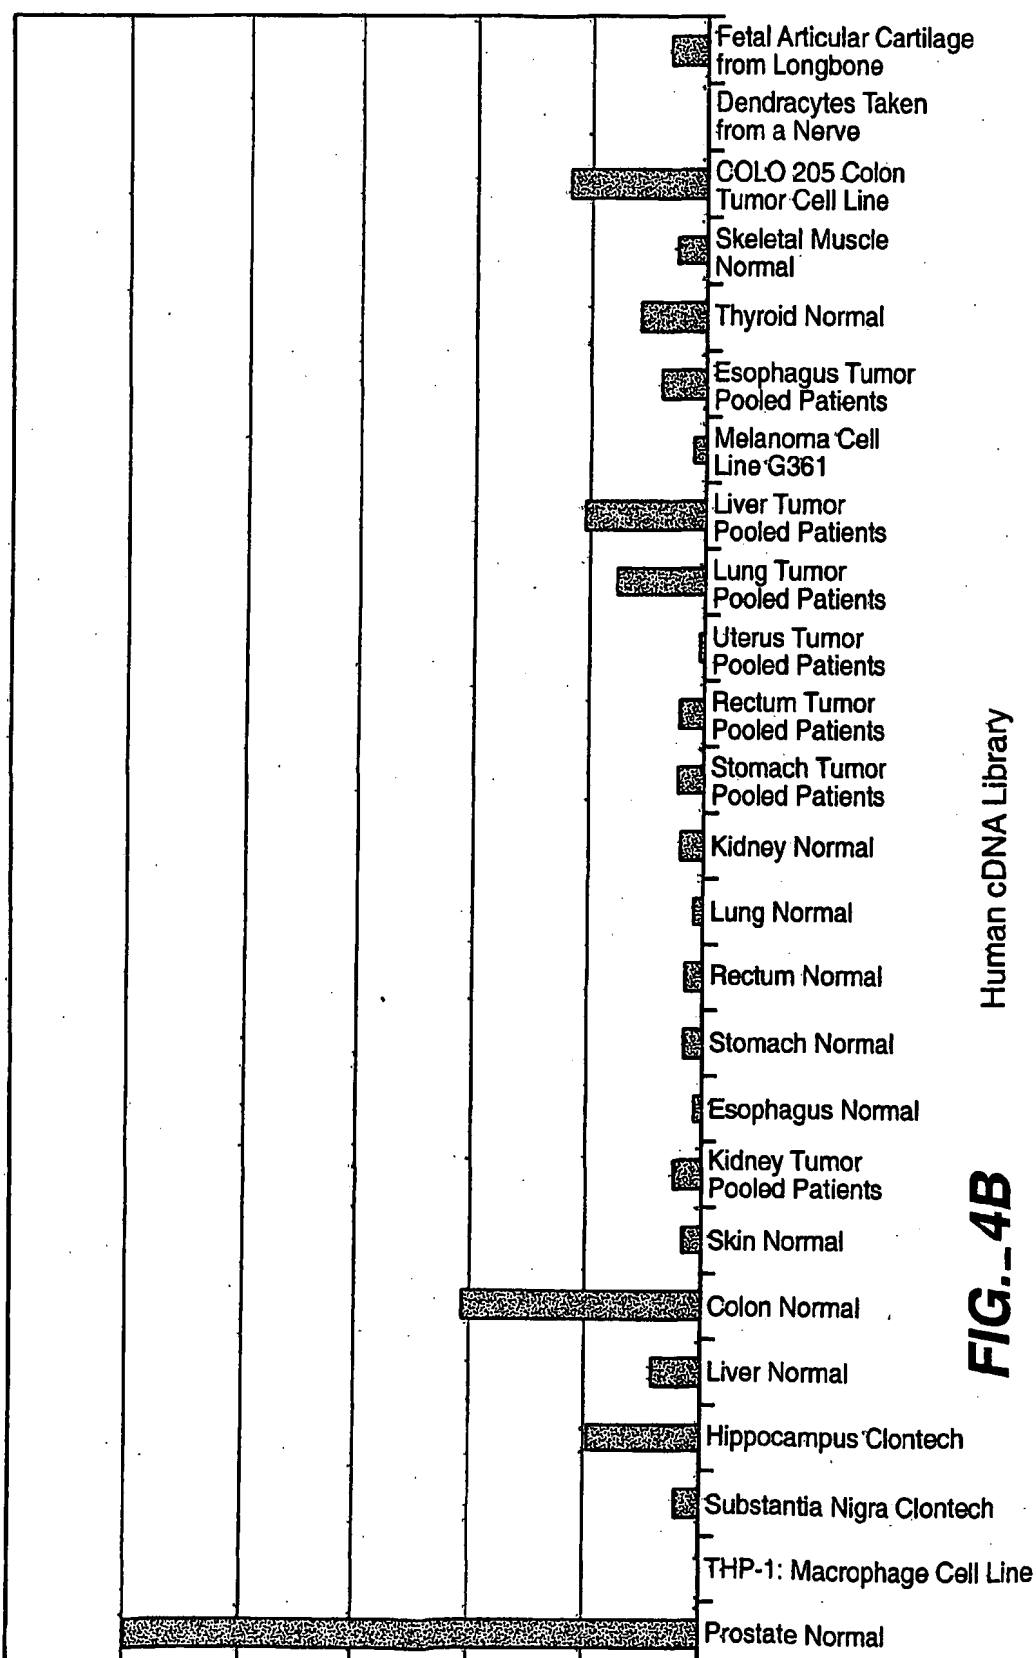 Fetal Articular Cartilage
from Longbone
Dendracytes Taken
from a Nerve
COLO 205 Colon
Tumor Cell Line
Skeletal Muscle
Normal
Thyroid Normal
Esophagus Tumor
Pooled Patients
Melanoma Cell
Line G361
Liver Tumor
Pooled Patients
Lung Tumor
Pooled Patients
Uterus Tumor
Pooled Patients
Rectum Tumor
Pooled Patients
Stomach Tumor
Pooled Patients
Kidney Normal
Lung Normal
Rectum Normal
Stomach Normal
Esophagus Normal
Kidney Tumor
Pooled Patients
Skin Normal
Colon Normal
Liver Normal
Hippocampus Clontech
Substantia Nigra Clontech
THP-1: Macrophage Cell Line
Prostate Normal
Human cDNA Library
FIG._4B